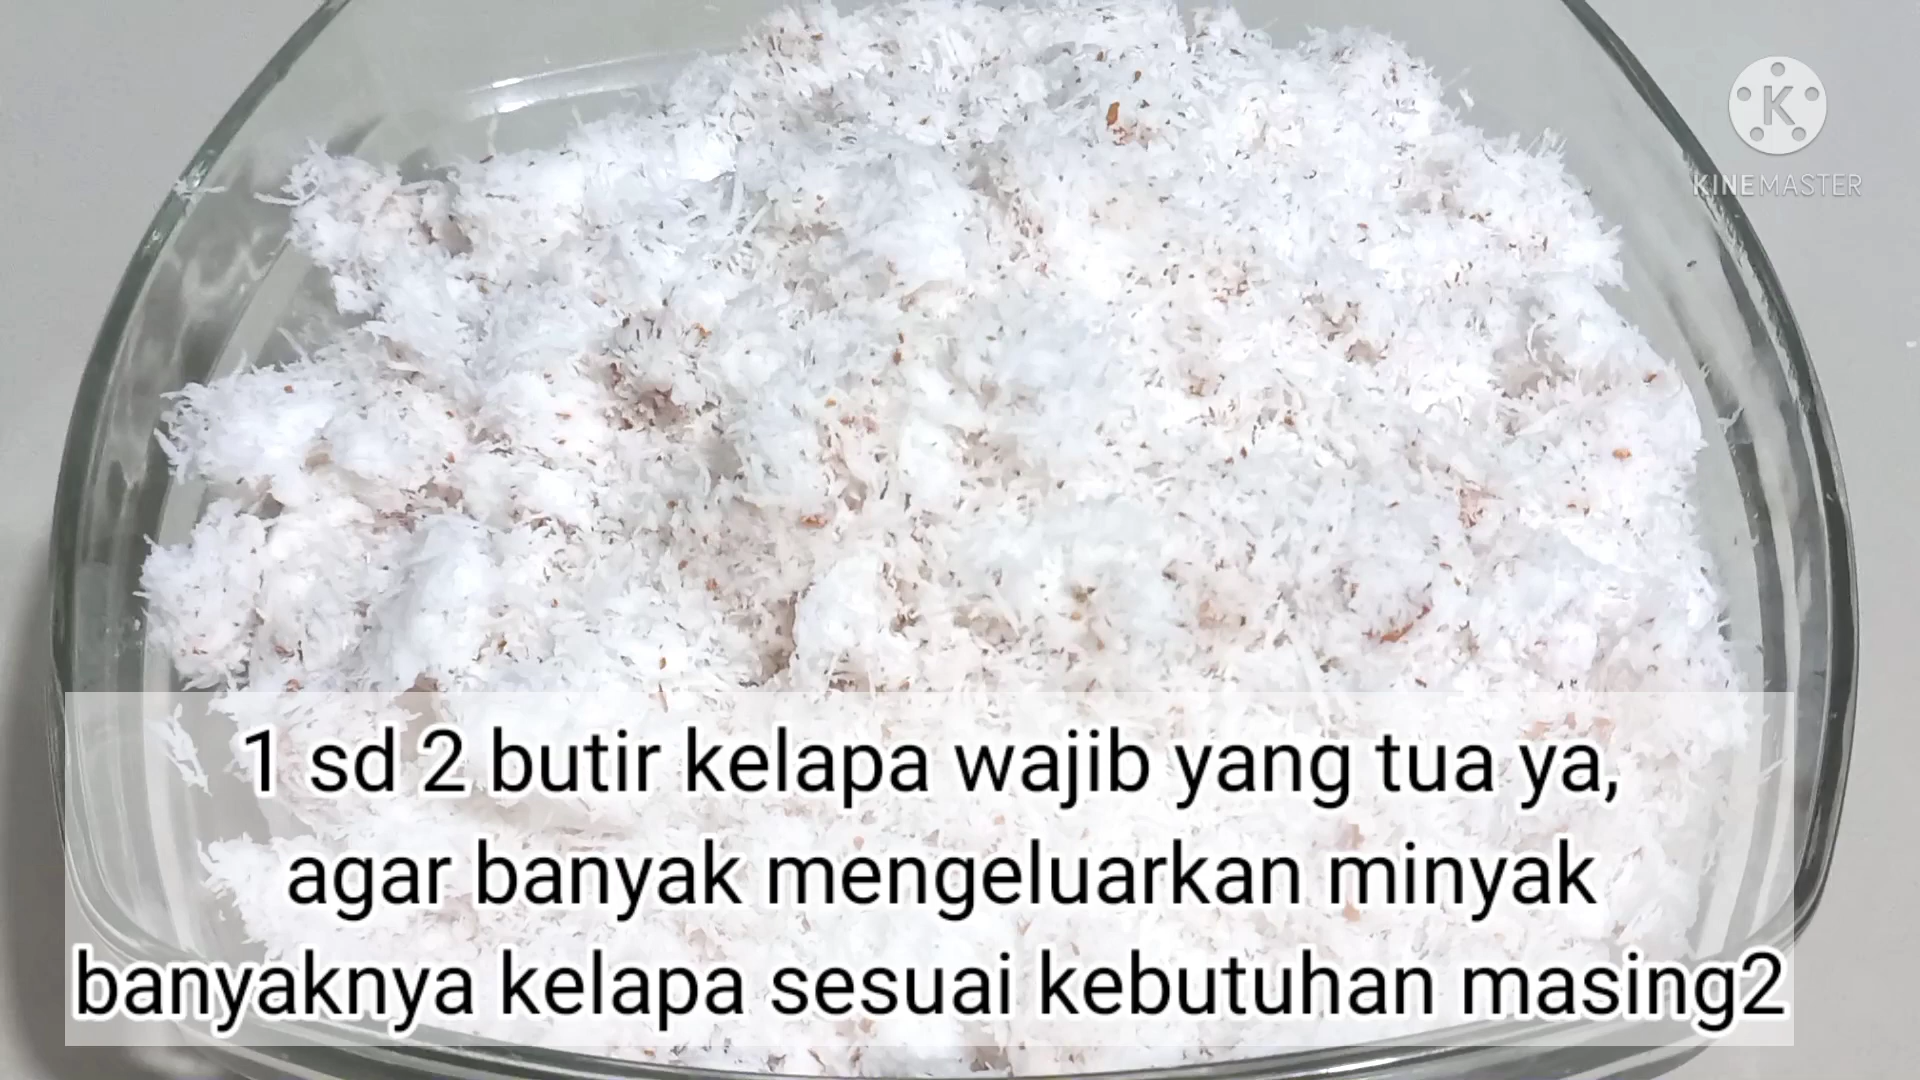 K
KINEMASTER
1 sd 2 butir kelapa wajib yang tua ya,
agar banyak mengeluarkan minyak
banyaknya kelapa sesuai kebutuhan masing2